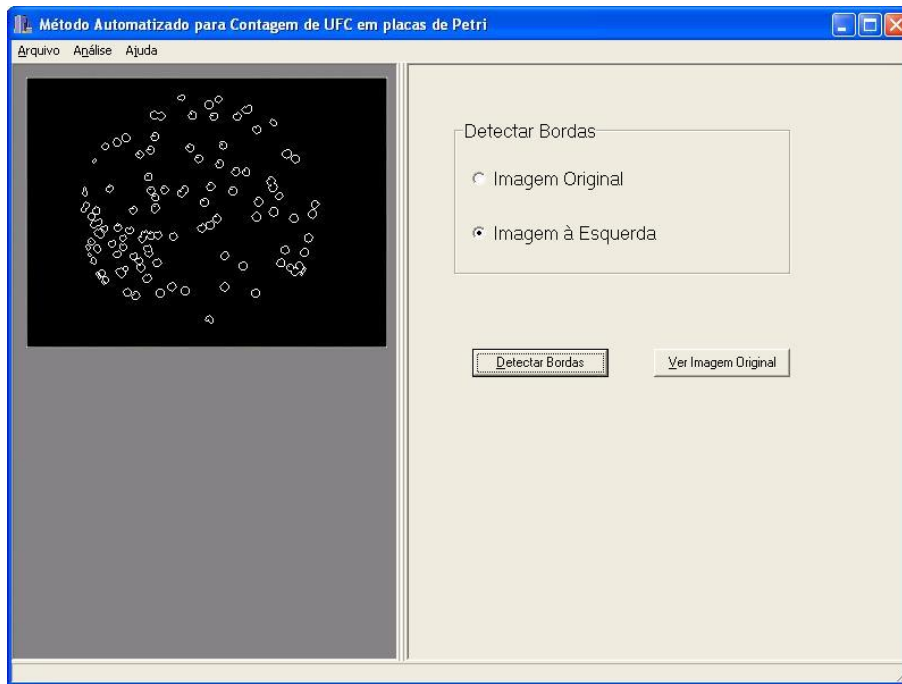 Método Automatizado para Contagem de UFC em placas de Petri
Arquivo Análise Ajuda
Detectar Bordas
Imagem Original
Imagem à Esquerda
Detectar Bordas Ver Imagem Original